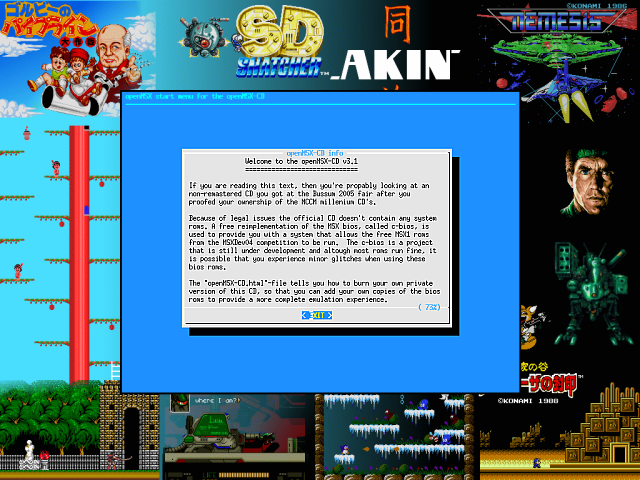 ゴルビーの
パイプライン
大作戦
SD
SNATCHER™
同
AKIN
©KONAMI 1986
NEMESIS
openMSX start menu for the openMSX-CD
openMSX-CD info
Welcome to the openMSX-CD v3.1
==============================
If you are reading this text, then you're propably looking at an
non-remastered CD you got at the Bussum 2005 fair after you
proofed your ownership of the MCCM millenium CD's.
Because of legal issues the official CD doesn't contain any system
roms. A free reimplementation of the MSX bios, called c-bios, is
used to provide you with a system that allows the free MSX1 roms
from the MSXDev04 competition to be run.  The c-bios is a project
that is still under development and altough most roms run fine, it
is possible that you experience minor glitches when using these
bios roms.
The "openMSX-CD.html"-file tells you how to burn your own private
version of this CD, so that you can add your own copies of the bios
roms to provide a more complete emulation experience.
( 73%)
< EXIT >
の谷
ーザの封印™
©KONAMI 1988
where I am?